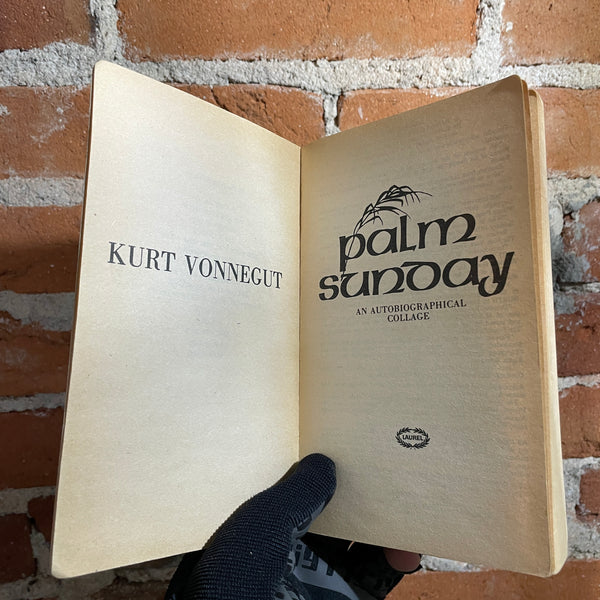 KURT VONNEGUT
palm
sunday
AN AUTOBIOGRAPHICAL
COLLAGE
LAUREL